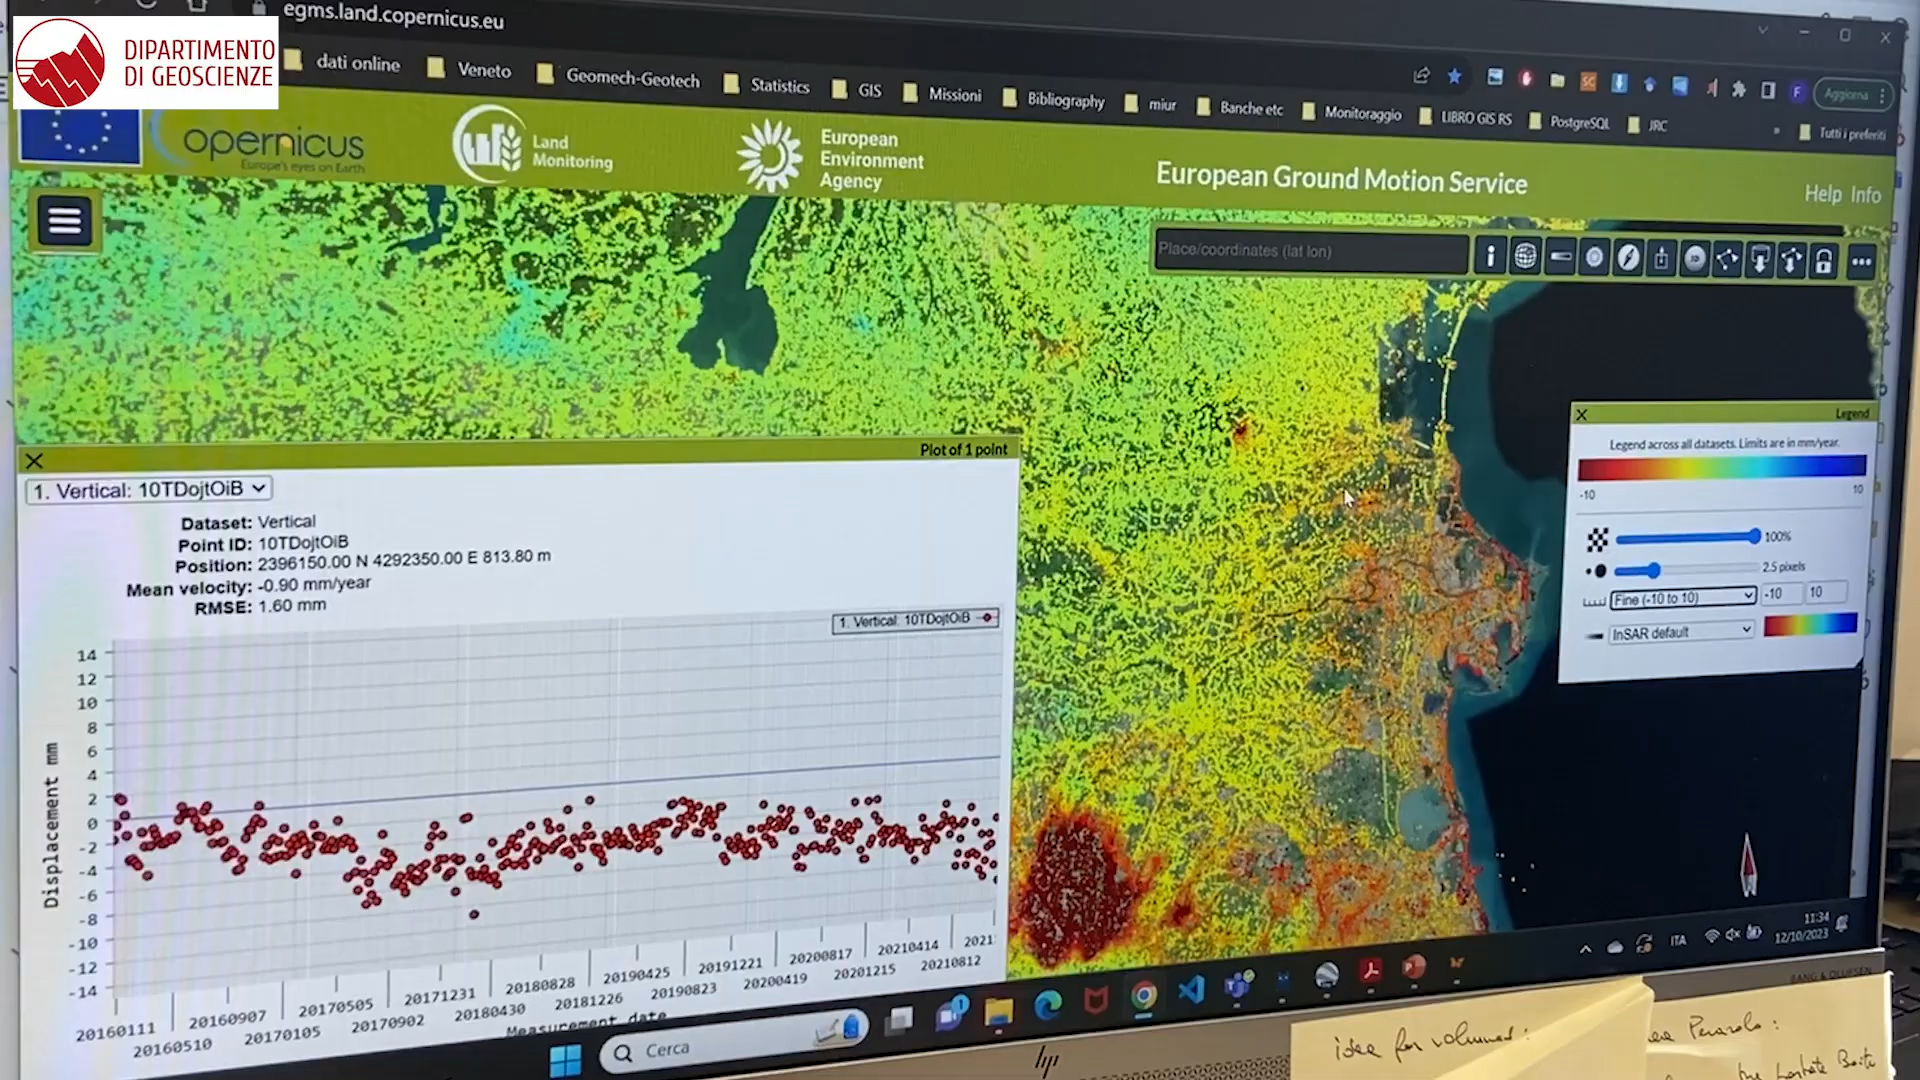 egms.land.copernicus.eu
DIPARTIMENTO
DI GEOSCIENZE
dati online
Veneto
Geomech-Geotech
Statistics
GIS
Missioni
Bibliography
miur
Banche etc
Monitoraggio
LIBRO GIS RS
PostgreSQL
JRC
Tutti i preferiti
Aggiorna
opernicus
Europe's eyes on Earth
Land
Monitoring
European
Environment
Agency
European Ground Motion Service
Help Info
Place/coordinates (lat lon)
Plot of 1 point
1. Vertical: 10TDojtOiB
Dataset: Vertical
Point ID: 10TDojtOiB
Position: 2396150.00 N 4292350.00 E 813.80 m
Mean velocity: -0.90 mm/year
RMSE: 1.60 mm
1. Vertical: 10TDojtOiB
Displacement mm
14
12
10
8
6
4
2
0
-2
-4
-6
-8
-10
-12
-14
20160111
20160510
20160907
20170105
20170505
20170902
20171231
20180430
20180828
20181226
20190425
20190823
20191221
20200419
20200817
20201215
20210414
20210812
2021
Measurement date
Legend
Legend across all datasets. Limits are in mm/year.
-10
10
100%
2.5 pixels
Fine (-10 to 10)
-10
10
InSAR default
Cerca
ITA
11:34
12/10/2023
BANG & OLUFSEN
hp
idea for volumes: